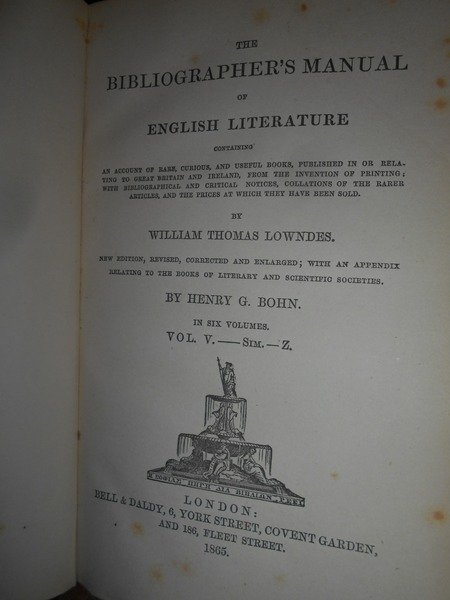 THE
BIBLIOGRAPHER'S MANUAL
OF
ENGLISH LITERATURE
CONTAINING
AN ACCOUNT OF RARE, CURIOUS, AND USEFUL BOOKS, PUBLISHED IN OR RELA-
TING TO GREAT BRITAIN AND IRELAND, FROM THE INVENTION OF PRINTING;
WITH BIBLIOGRAPHICAL AND CRITICAL NOTICES, COLLATIONS OF THE RARER
ARTICLES, AND THE PRICES AT WHICH THEY HAVE BEEN SOLD.
BY
WILLIAM THOMAS LOWNDES.
NEW EDITION, REVISED, CORRECTED AND ENLARGED; WITH AN APPENDIX
RELATING TO THE BOOKS OF LITERARY AND SCIENTIFIC SOCIETIES.
BY HENRY G. BOHN.
IN SIX VOLUMES.
VOL. V.——SIM.—Z.
LONDON:
BELL & DALDY, 6, YORK STREET, COVENT GARDEN,
AND 186, FLEET STREET.
1865.